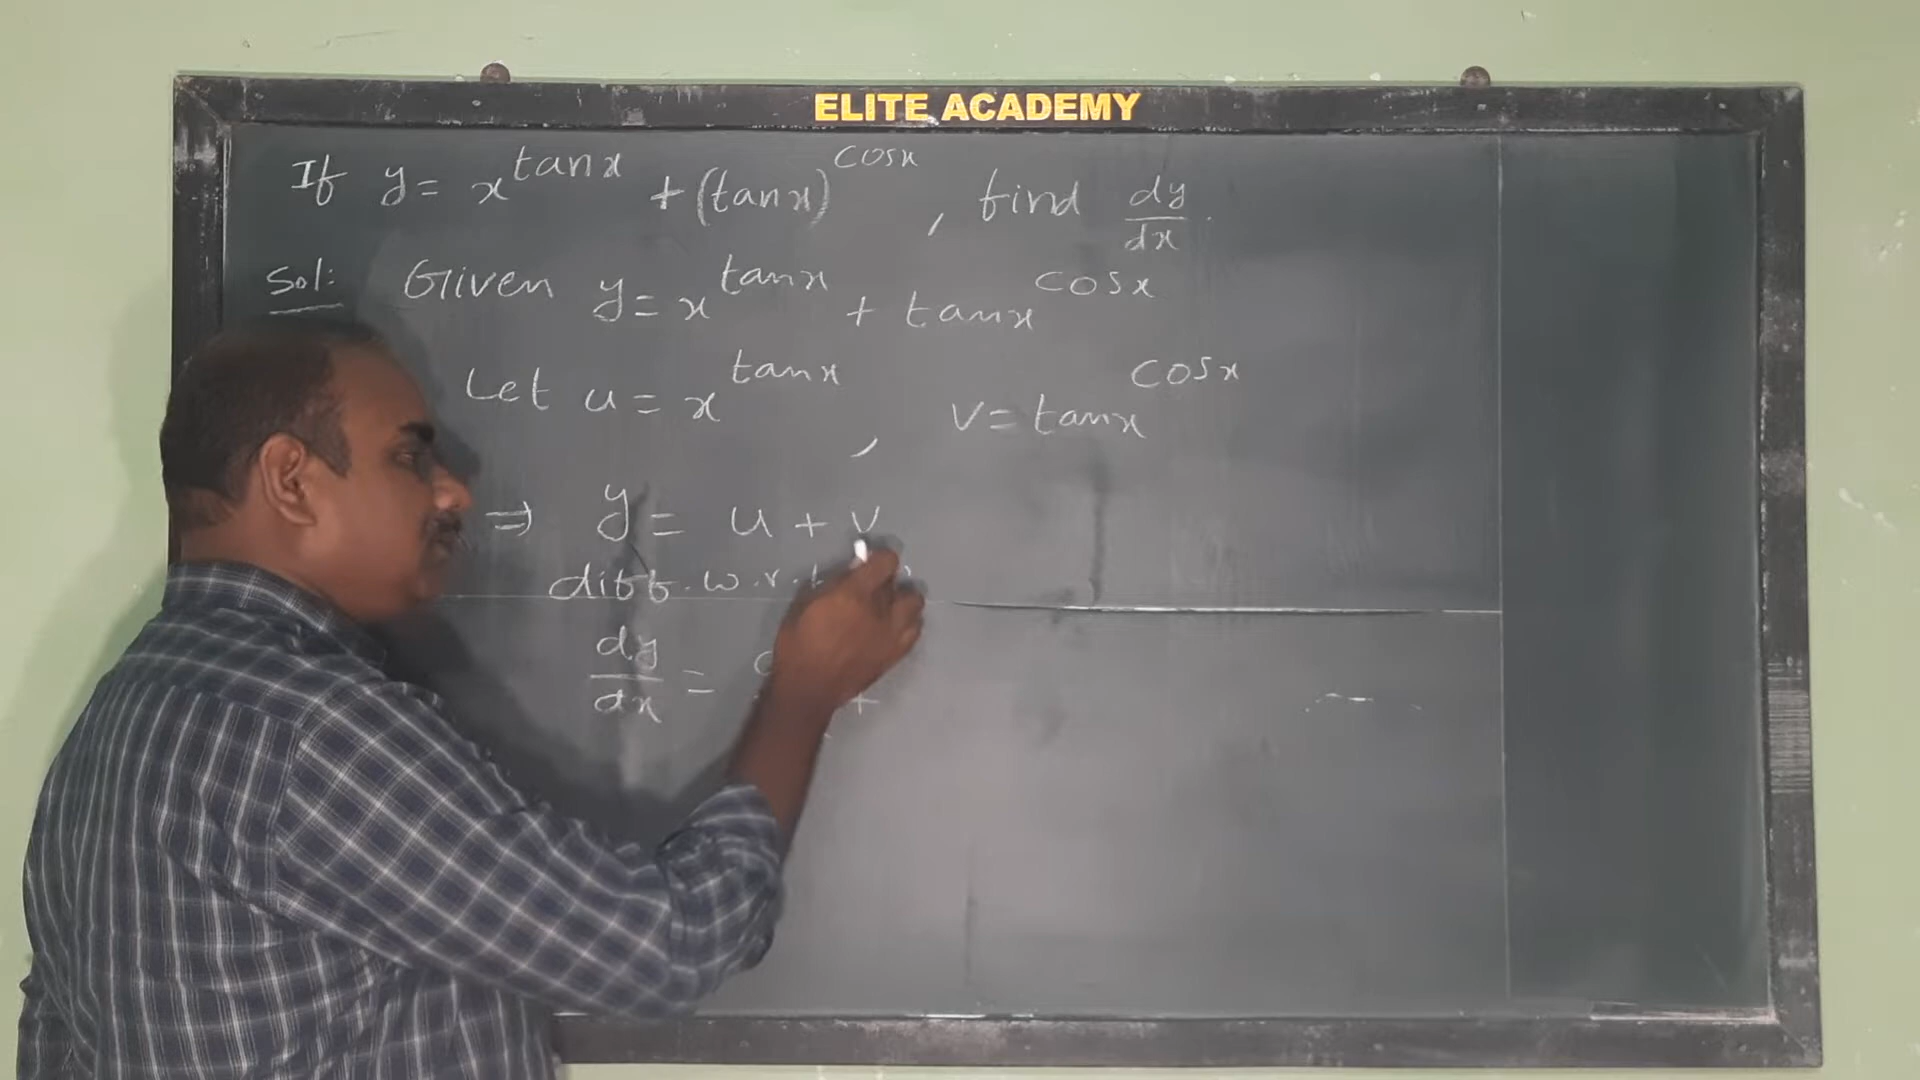 ELITE ACADEMY
If y = x^tanx + (tanx)^cosx , find dy/dx.
Sol: Given y = x^tanx + tanx^cosx
Let u = x^tanx , v = tanx^cosx
⇒ y = u + v
diff. w.r.t
dy/dx = +